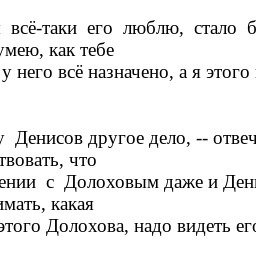 всё-таки его люблю, стало
умею, как тебе
у него всё назначено, а я этого
Денисов другое дело, -- отвеч
твовать, что
ении с Долоховым даже и Дени
имать, какая
этого Долохова, надо видеть его